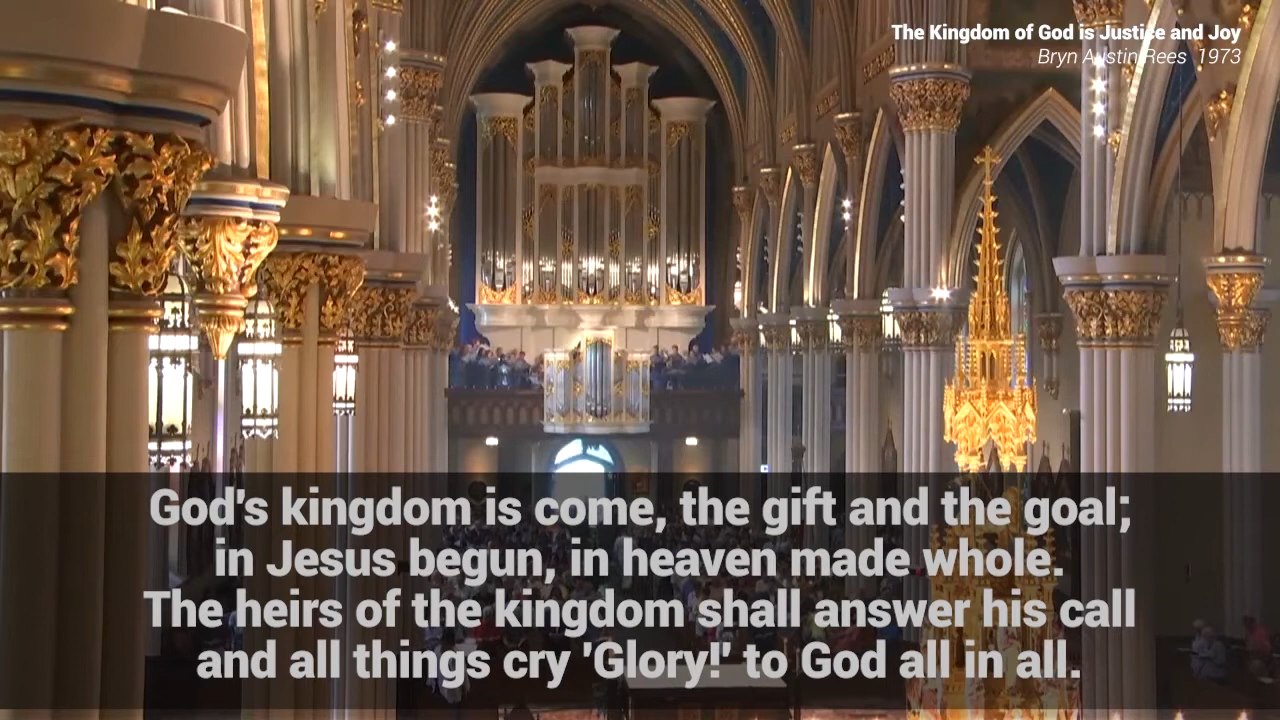 The Kingdom of God is Justice and Joy
Bryn Austin Rees 1973
God's kingdom is come, the gift and the goal;
in Jesus begun, in heaven made whole.
The heirs of the kingdom shall answer his call
and all things cry 'Glory!' to God all in all.